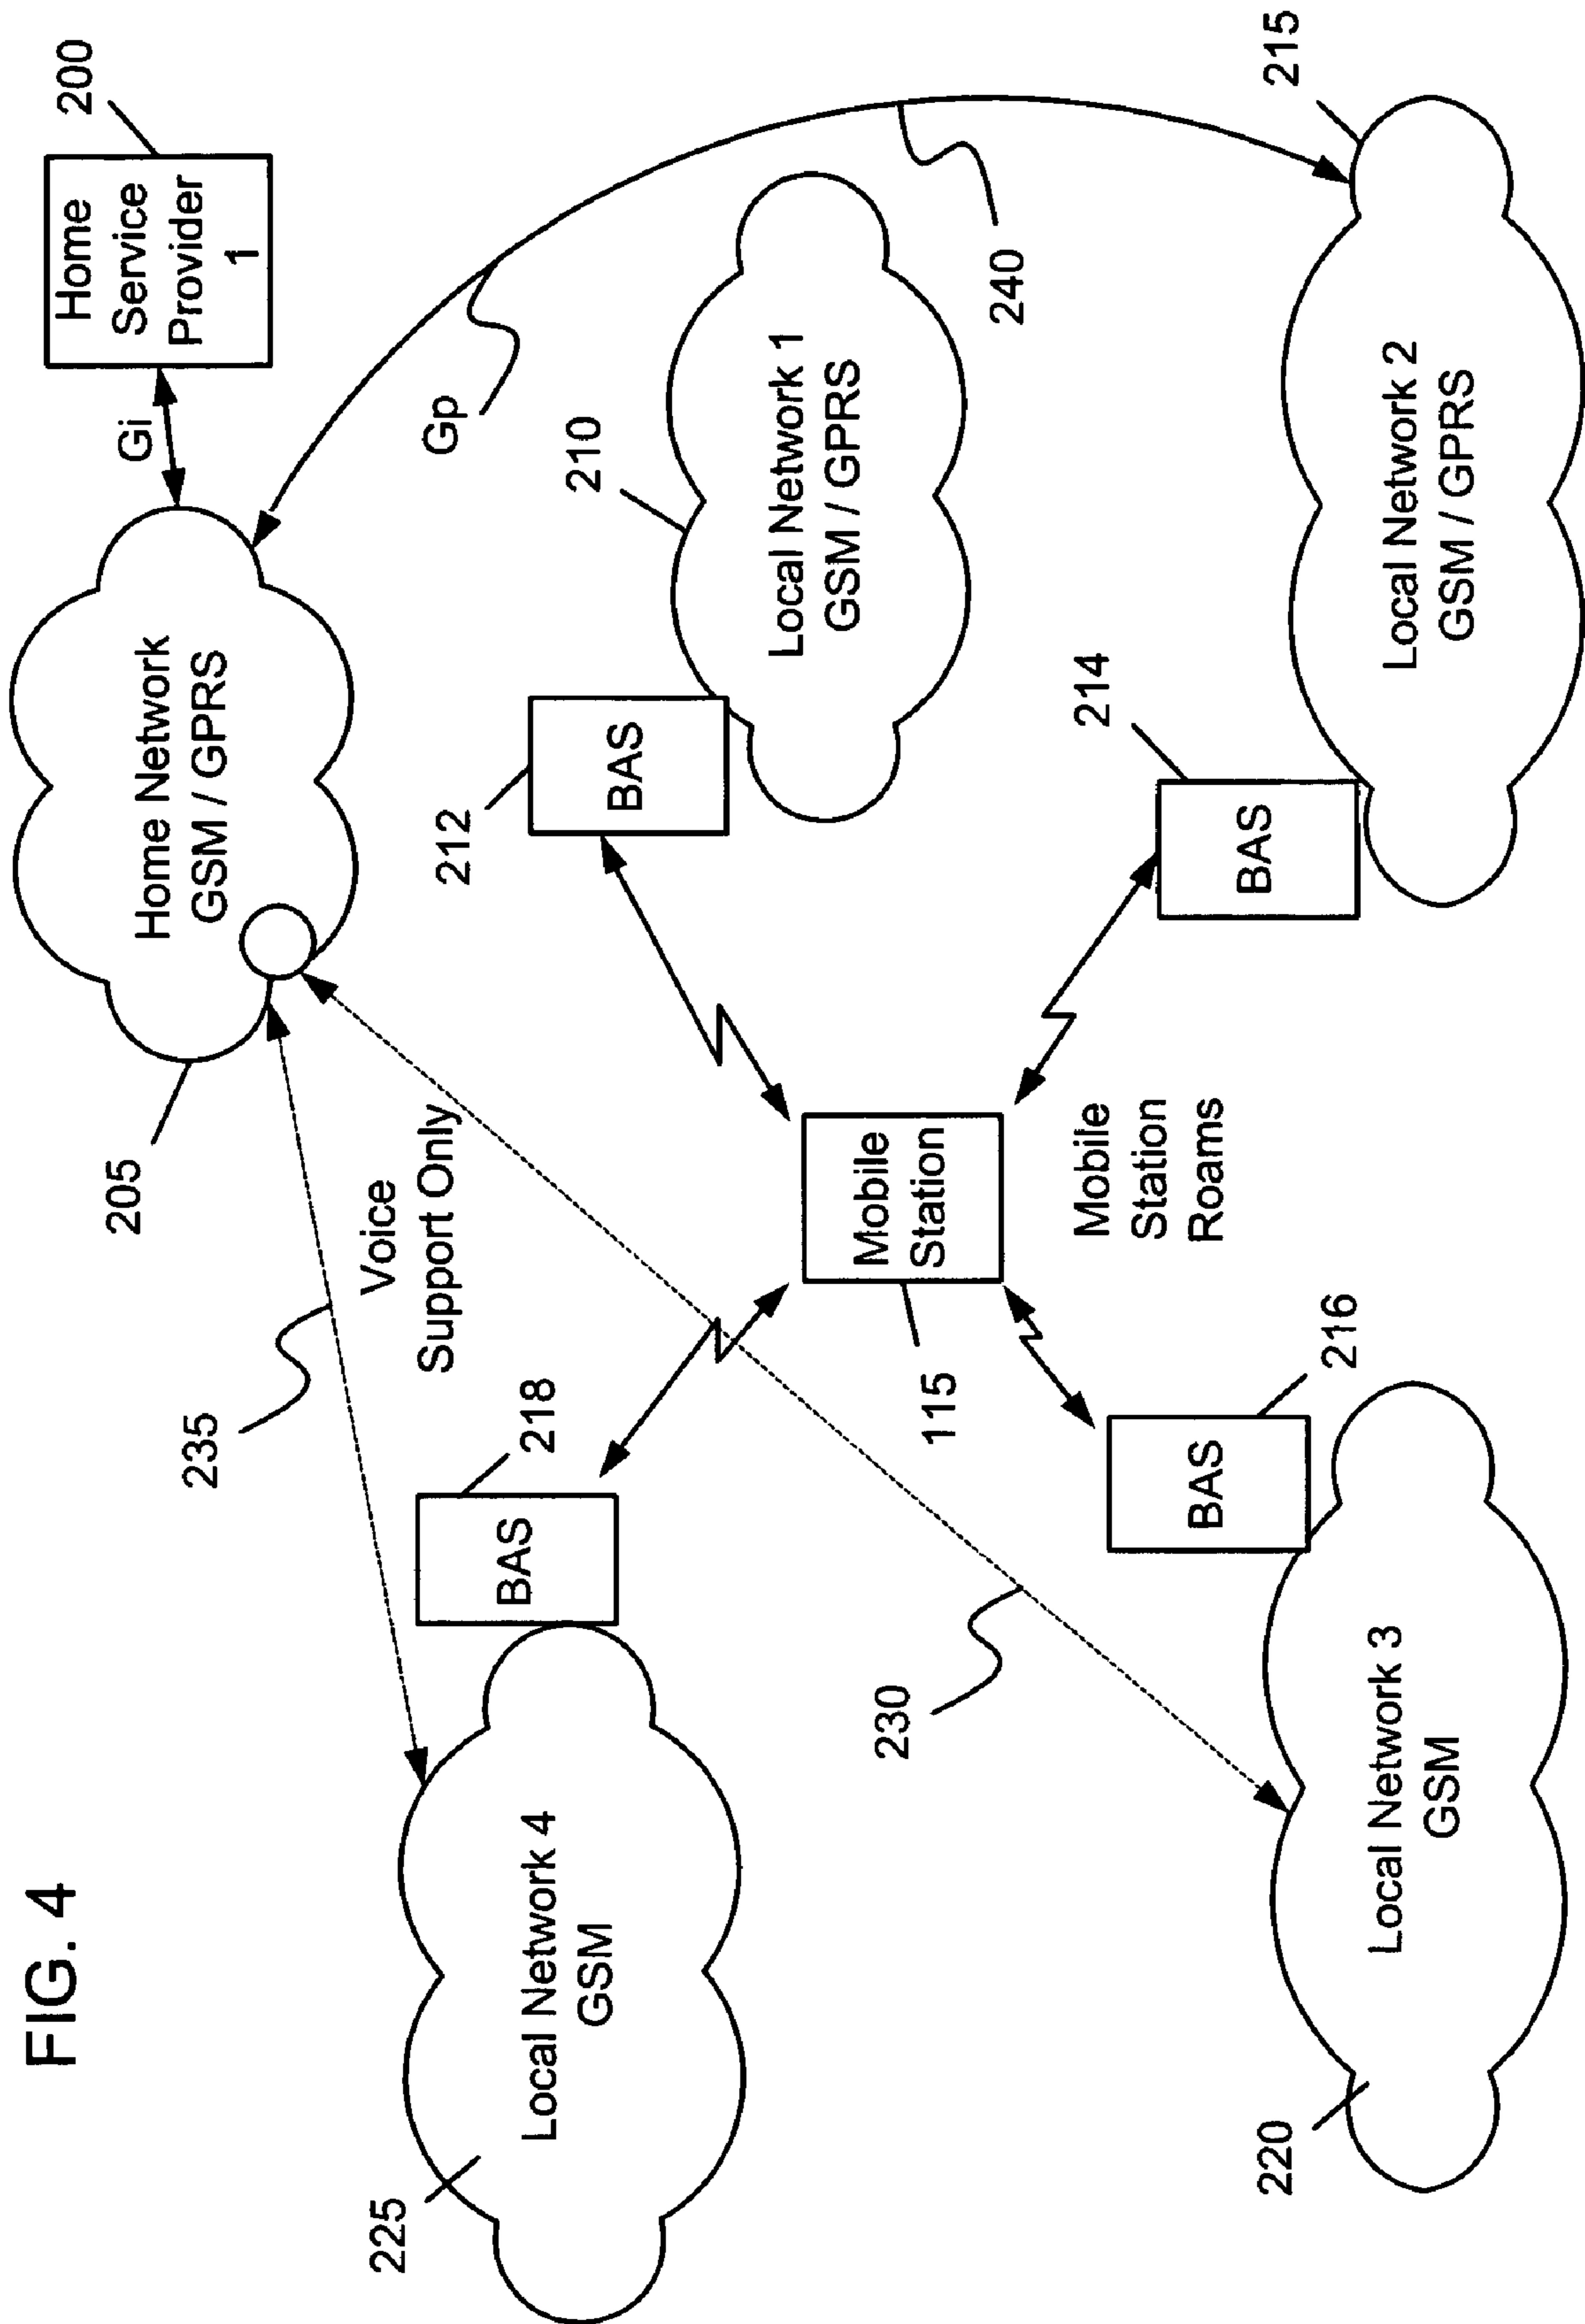 FIG. 4
Home Network
GSM / GPRS
205
Gi
Home
Service
Provider
1
200
235
Voice
Support Only
Gp
225
Local Network 4
GSM
BAS
218
212
BAS
210
Local Network 1
GSM / GPRS
240
Mobile
Station
115
Mobile
Station
Roams
230
220
Local Network 3
GSM
BAS
216
214
BAS
Local Network 2
GSM / GPRS
215